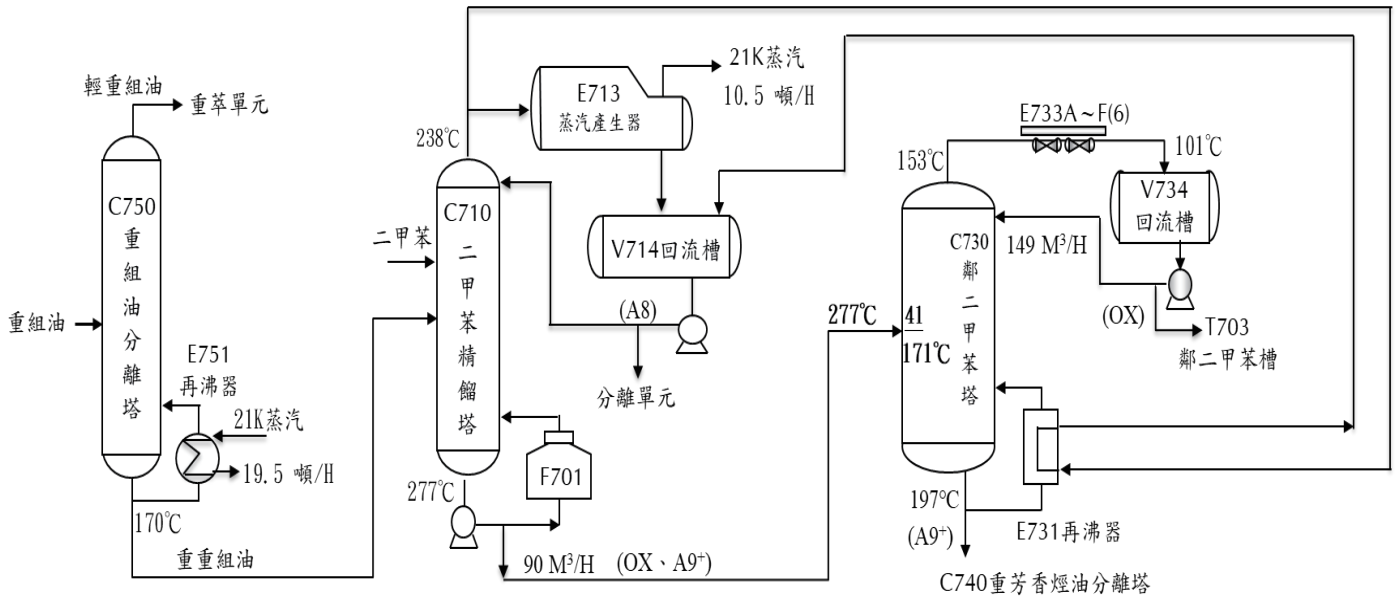 輕重組油
重萃單元
C750
重組油分離塔
重組油
E751
再沸器
21K蒸汽
19.5 噸/H
170℃
重重組油
238℃
E713
蒸汽產生器
21K蒸汽
10.5 噸/H
C710
二甲苯精餾塔
二甲苯
V714回流槽
(A8)
分離單元
F701
277℃
90 M³/H (OX、A9⁺)
277℃
41
171℃
C730
鄰二甲苯塔
153℃
E733A～F(6)
101℃
V734
回流槽
149 M³/H
(OX)
T703
鄰二甲苯槽
197℃
(A9⁺)
E731再沸器
C740重芳香烴油分離塔